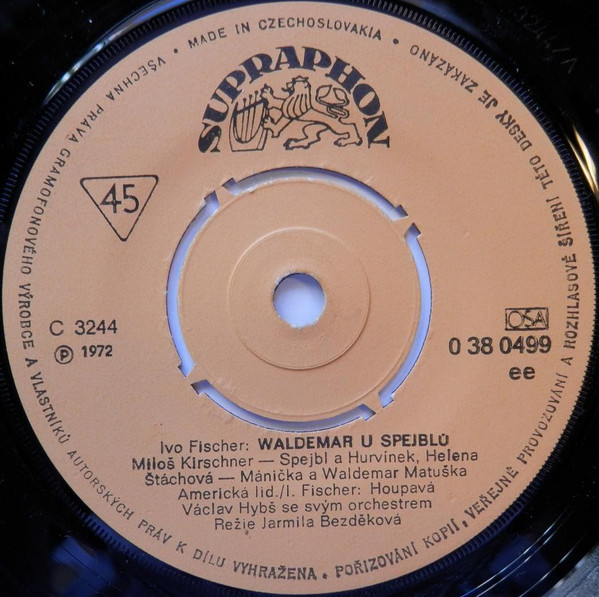 • MADE IN CZECHOSLOVAKIA •
SUPRAPHON
45
C 3244
Ⓟ 1972
OSA
0 38 0499
ee
Ivo Fischer: WALDEMAR U SPEJBLŮ
Miloš Kirschner — Spejbl a Hurvínek, Helena
Štáchová — Mánička a Waldemar Matuška
Americká lid./I. Fischer: Houpavá
Václav Hybš se svým orchestrem
Režie Jarmila Bezděková
VŠECHNA PRÁVA GRAMOFONOVÉHO VÝROBCE A VLASTNÍKŮ AUTORSKÝCH PRÁV K DÍLU VYHRAŽENA. POŘIZOVÁNÍ KOPIÍ, VEŘEJNÉ PROVOZOVÁNÍ A ROZHLASOVÉ ŠÍŘENÍ TÉTO DESKY JE ZAKÁZÁNO